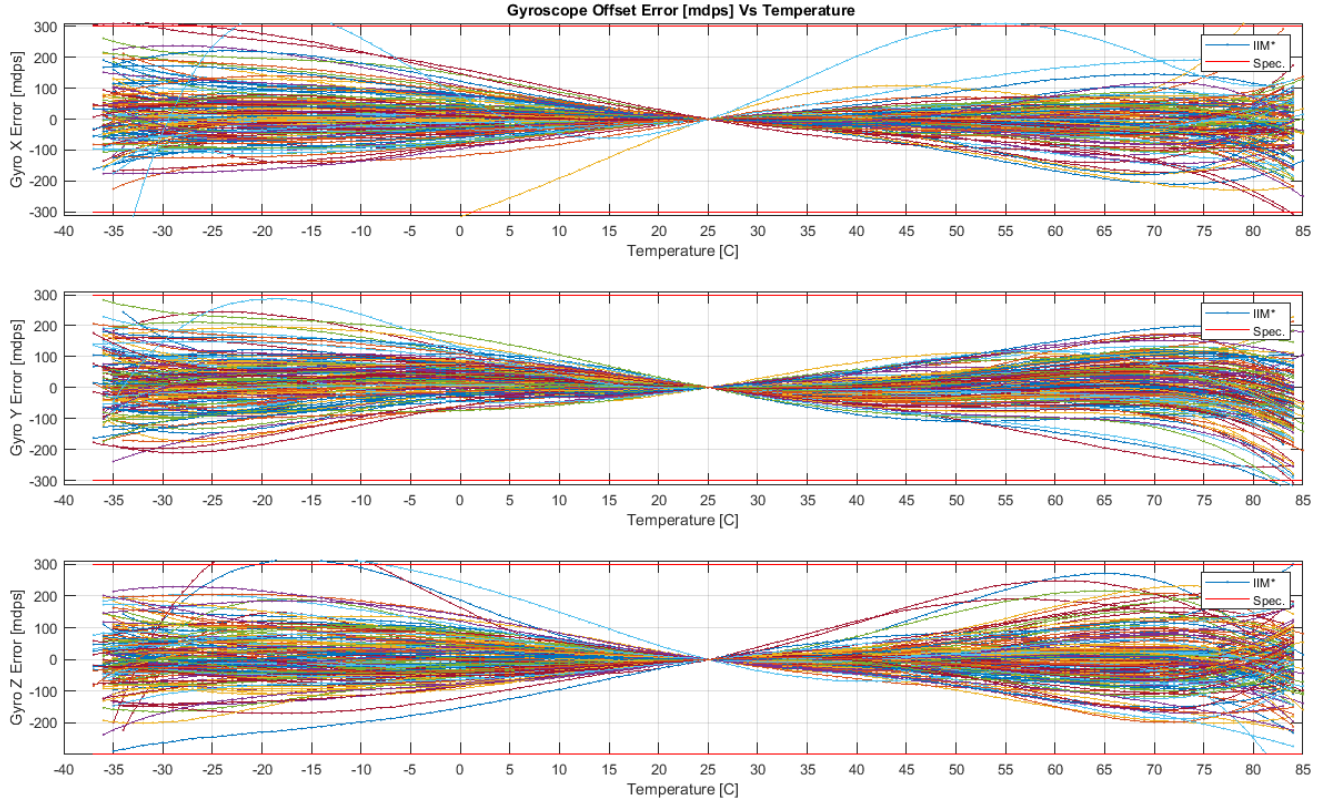 Gyroscope Offset Error [mdps] Vs Temperature
Gyro X Error [mdps]
300
200
100
0
-100
-200
-300
IIM*
Spec.
-40 -35 -30 -25 -20 -15 -10 -5 0 5 10 15 20 25 30 35 40 45 50 55 60 65 70 75 80 85
Temperature [C]
Gyro Y Error [mdps]
300
200
100
0
-100
-200
-300
IIM*
Spec.
-40 -35 -30 -25 -20 -15 -10 -5 0 5 10 15 20 25 30 35 40 45 50 55 60 65 70 75 80 85
Temperature [C]
Gyro Z Error [mdps]
300
200
100
0
-100
-200
IIM*
Spec.
-40 -35 -30 -25 -20 -15 -10 -5 0 5 10 15 20 25 30 35 40 45 50 55 60 65 70 75 80 85
Temperature [C]